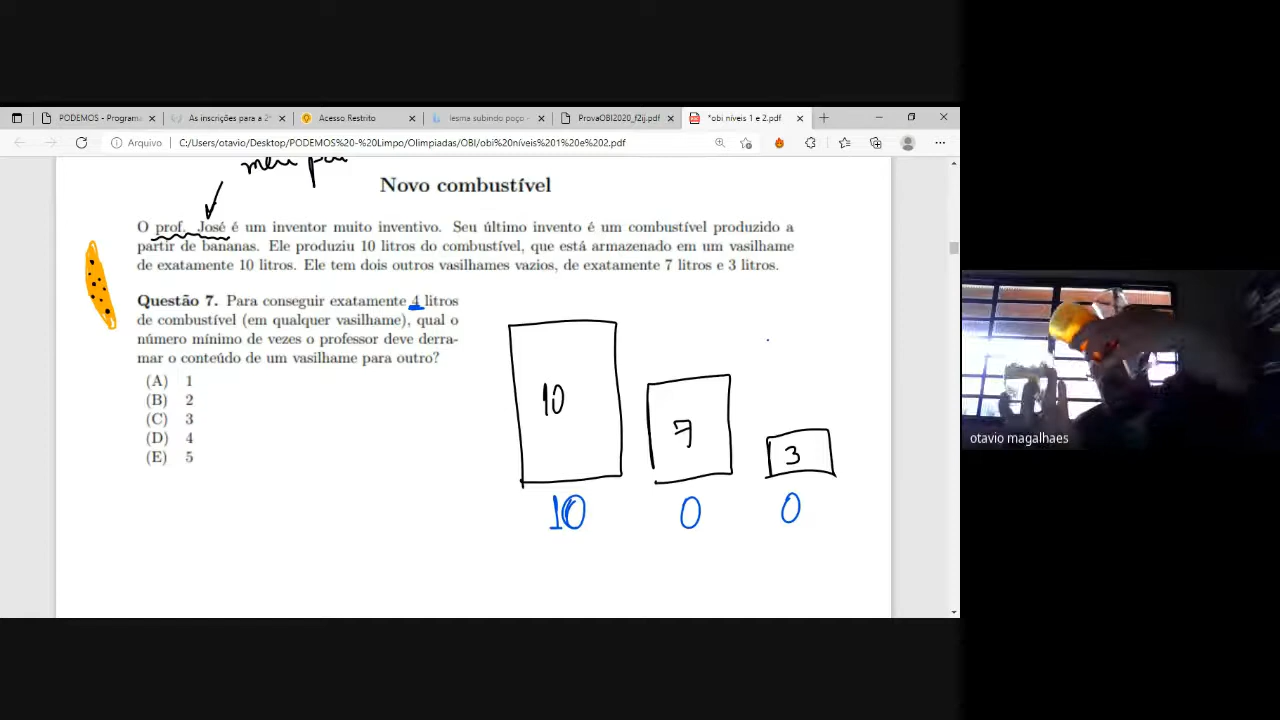 PODEMOS - Programa
As inscrições para a 2ª
Acesso Restrito
lesma subindo poço -
ProvaOBI2020_f2ij.pdf
*obi níveis 1 e 2.pdf
Arquivo
C:/Users/otavio/Desktop/PODEMOS%20-%20Limpo/Olimpiadas/OBI/obi%20níveis%201%20e%202.pdf
meu pai
Novo combustível
O prof. José é um inventor muito inventivo. Seu último invento é um combustível produzido a
partir de bananas. Ele produziu 10 litros do combustível, que está armazenado em um vasilhame
de exatamente 10 litros. Ele tem dois outros vasilhames vazios, de exatamente 7 litros e 3 litros.
Questão 7. Para conseguir exatamente 4 litros
de combustível (em qualquer vasilhame), qual o
número mínimo de vezes o professor deve derra-
mar o conteúdo de um vasilhame para outro?
(A) 1
(B) 2
(C) 3
(D) 4
(E) 5
10
7
3
10 0 0
otavio magalhaes